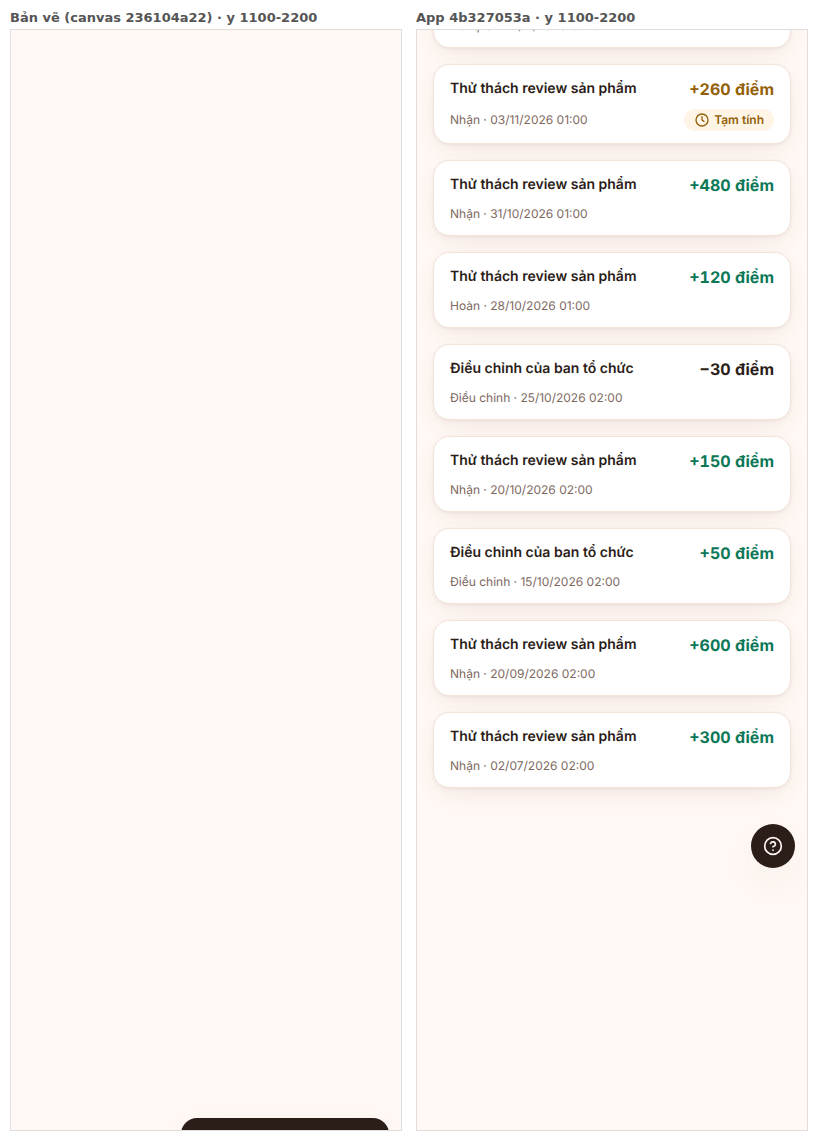 Bản vẽ (canvas 236104a22) · y 1100-2200
App 4b327053a · y 1100-2200
Thử thách review sản phẩm
+260 điểm
Nhận · 03/11/2026 01:00
Tạm tính
Thử thách review sản phẩm
+480 điểm
Nhận · 31/10/2026 01:00
Thử thách review sản phẩm
+120 điểm
Hoàn · 28/10/2026 01:00
Điều chỉnh của ban tổ chức
−30 điểm
Điều chỉnh · 25/10/2026 02:00
Thử thách review sản phẩm
+150 điểm
Nhận · 20/10/2026 02:00
Điều chỉnh của ban tổ chức
+50 điểm
Điều chỉnh · 15/10/2026 02:00
Thử thách review sản phẩm
+600 điểm
Nhận · 20/09/2026 02:00
Thử thách review sản phẩm
+300 điểm
Nhận · 02/07/2026 02:00